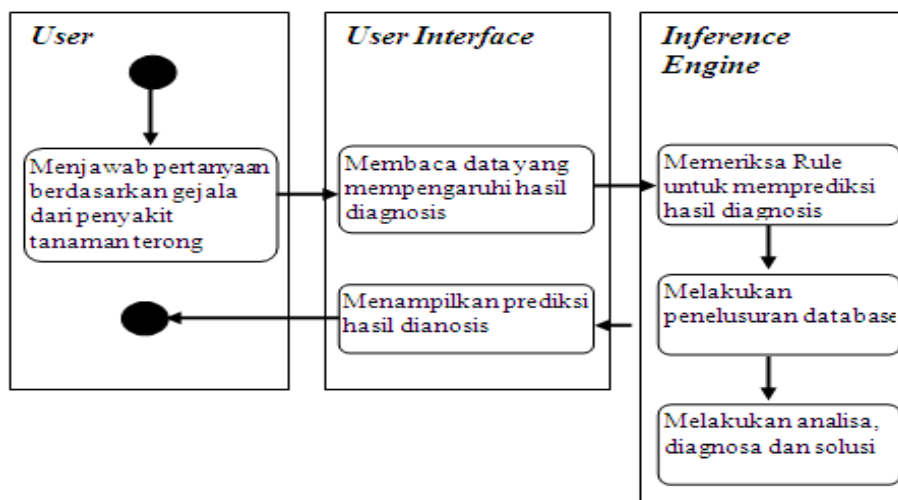 User
Menjawab pertanyaan
berdasarkan gejala
dari penyakit
tanaman terong
User Interface
Membaca data yang
mempengaruhi hasil
diagnosis
Menampilkan prediksi
hasil dianosis
Inference
Engine
Memeriksa Rule
untuk memprediksi
hasil diagnosis
Melakukan
penelusuran database
Melakukan analisa,
diagnosa dan solusi